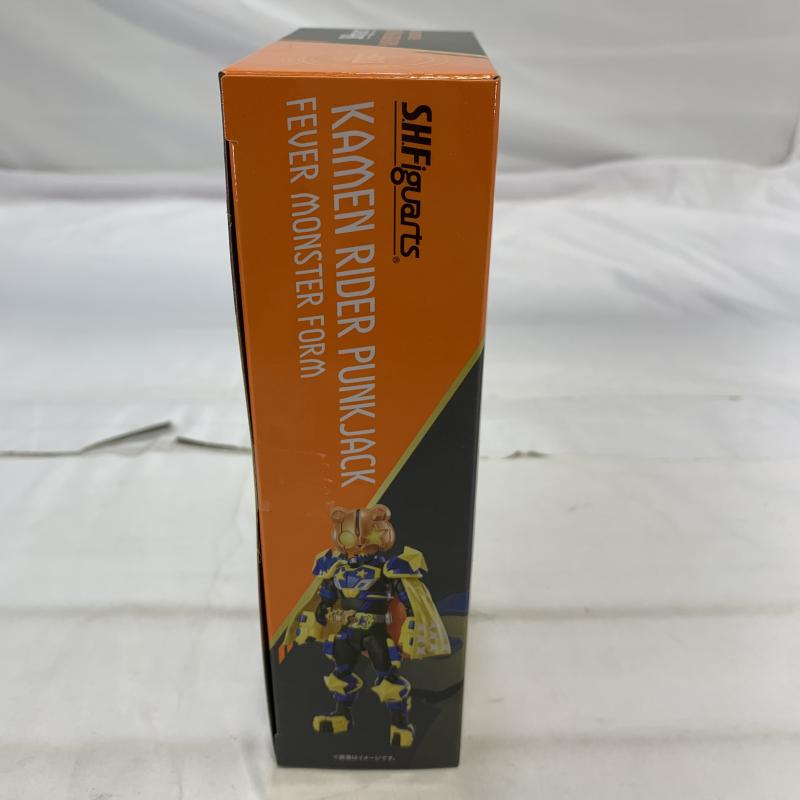 S.H.Figuarts®
KAMEN RIDER PUNKJACK
FEVER MONSTER FORM
※画像はイメージです。